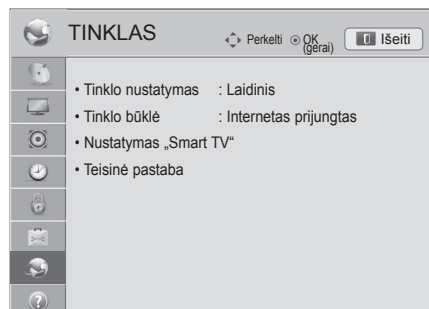 TINKLAS
Perkelti
OK
(gerai)
Išeiti
• Tinklo nustatymas : Laidinis
• Tinklo būklė : Internetas prijungtas
• Nustatymas „Smart TV“
• Teisinė pastaba
?